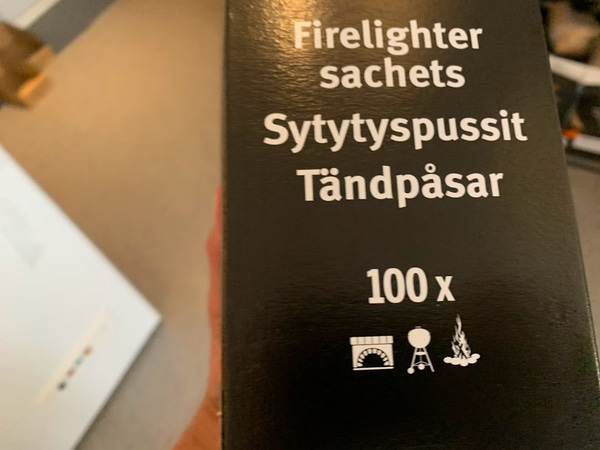 Firelighter
sachets
Sytytyspussit
Tändpåsar
100 x